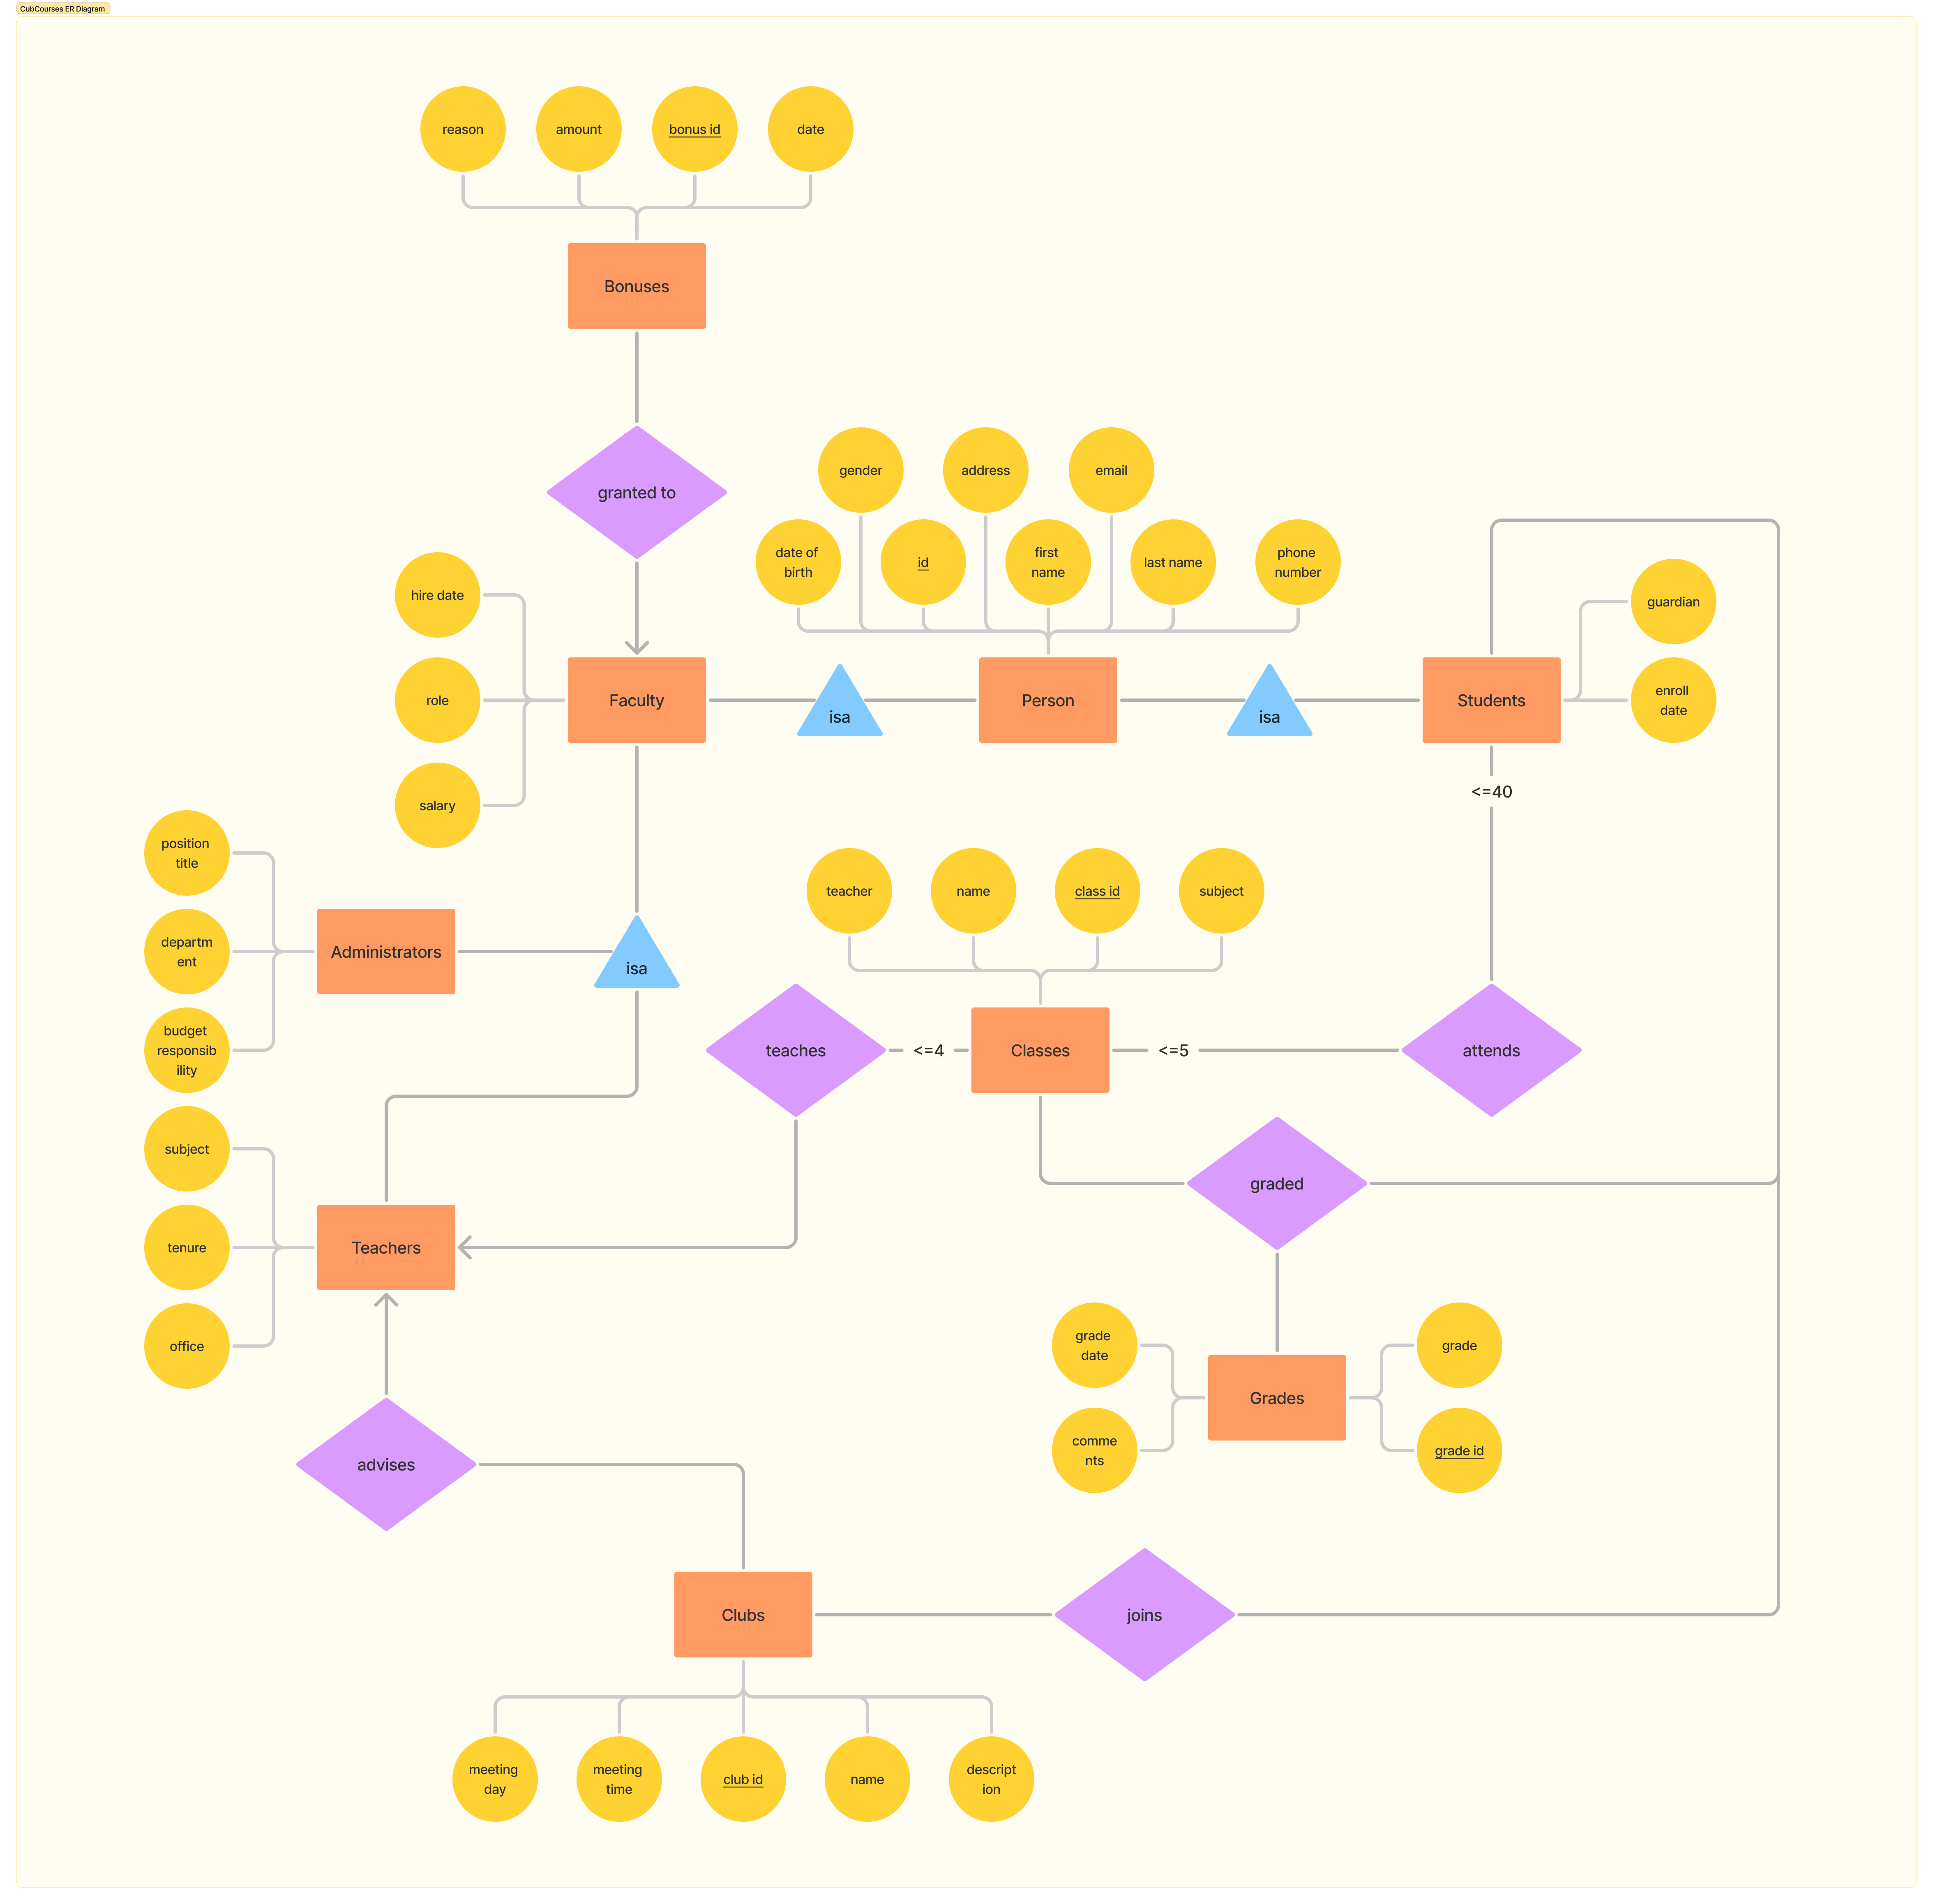 CubCourses ER Diagram
reason
amount
bonus id
date
Bonuses
granted to
gender
address
email
date of
birth
id
first
name
last name
phone
number
hire date
role
salary
Faculty
isa
Person
isa
Students
guardian
enroll
date
<=40
position
title
departm
ent
budget
responsib
ility
Administrators
isa
teacher
name
class id
subject
teaches
<=4
Classes
<=5
attends
graded
subject
tenure
office
Teachers
grade
date
comme
nts
Grades
grade
grade id
advises
Clubs
joins
meeting
day
meeting
time
club id
name
descript
ion